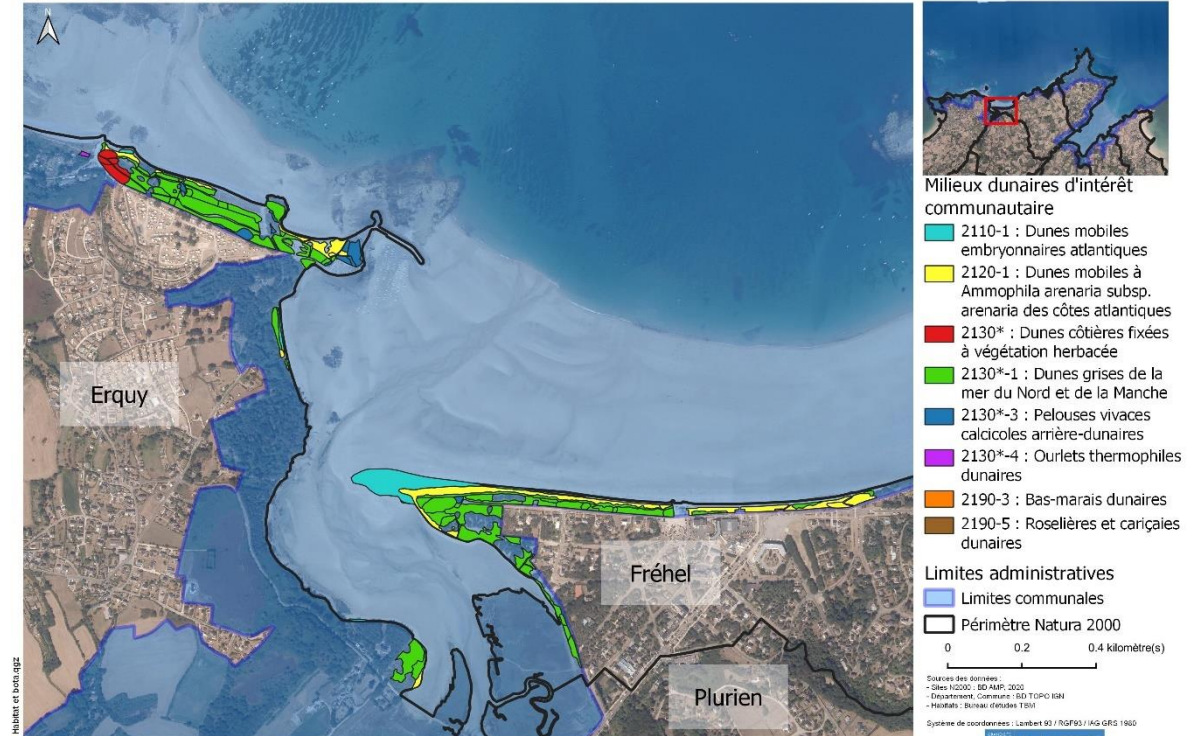 N
Erquy
Fréhel
Plurien
Habitat et bota.qgz
Milieux dunaires d'intérêt
communautaire
2110-1 : Dunes mobiles
embryonnaires atlantiques
2120-1 : Dunes mobiles à
Ammophila arenaria subsp.
arenaria des côtes atlantiques
2130* : Dunes côtières fixées
à végétation herbacée
2130*-1 : Dunes grises de la
mer du Nord et de la Manche
2130*-3 : Pelouses vivaces
calcicoles arrière-dunaires
2130*-4 : Ourlets thermophiles
dunaires
2190-3 : Bas-marais dunaires
2190-5 : Roselières et cariçaies
dunaires
Limites administratives
Limites communales
Périmètre Natura 2000
0 0.2 0.4 kilomètre(s)
Sources des données :
- Sites N2000 : BD AMP, 2020
- Département, Commune : BD TOPO IGN
- Habitats : Bureau d'études TBM
Système de coordonnées : Lambert 93 / RGF93 / IAG GRS 1980